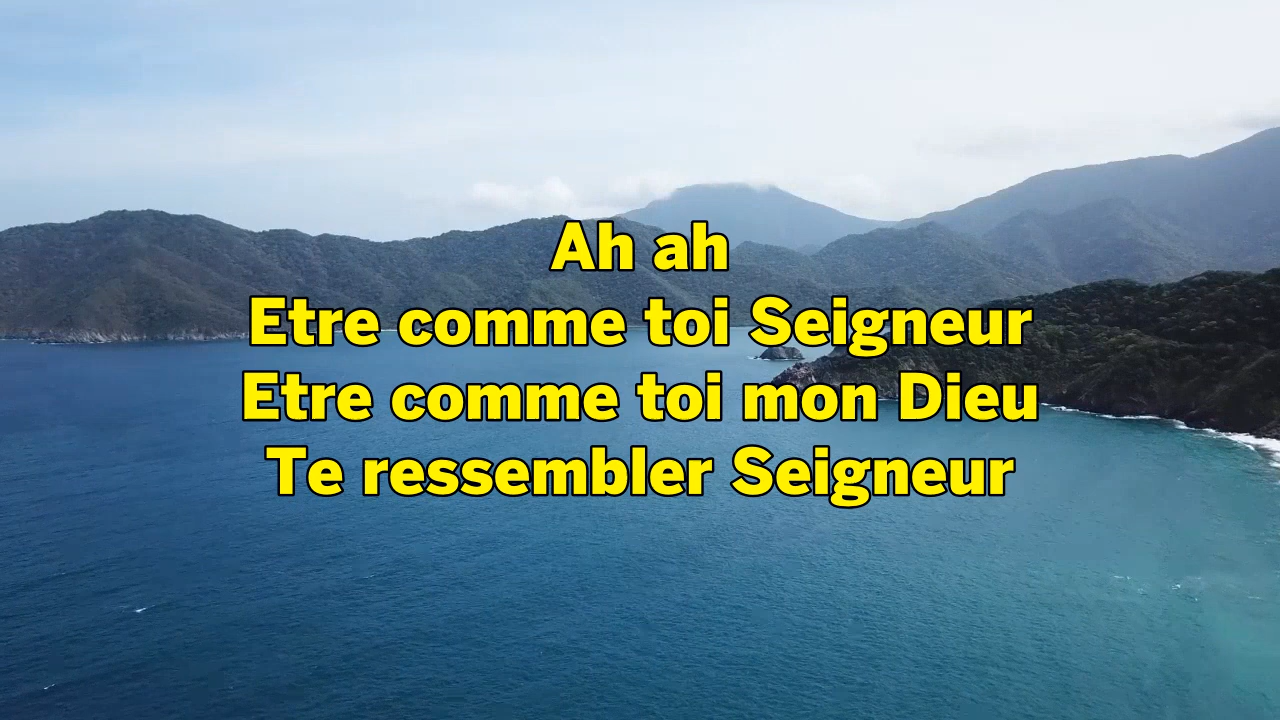 Ah ah
Etre comme toi Seigneur
Etre comme toi mon Dieu
Te ressembler Seigneur